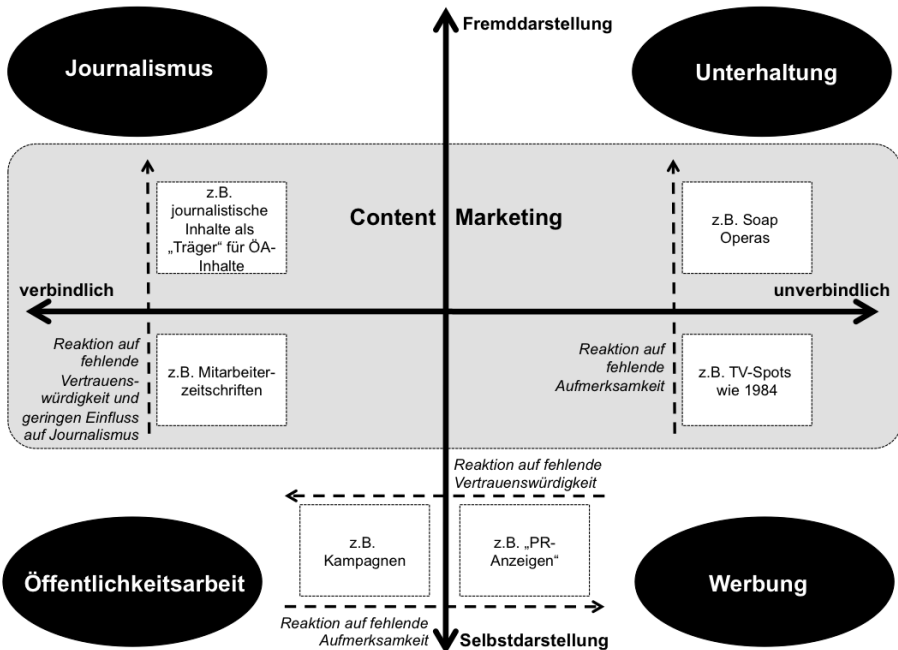 Fremddarstellung
Journalismus
Unterhaltung
z.B.
journalistische
Inhalte als
„Träger“ für ÖA-
Inhalte
Content Marketing
z.B. Soap
Operas
verbindlich
unverbindlich
Reaktion auf
fehlende
Vertrauens-
würdigkeit und
geringen Einfluss
auf Journalismus
z.B. Mitarbeiter-
zeitschriften
Reaktion auf
fehlende
Aufmerksamkeit
z.B. TV-Spots
wie 1984
Reaktion auf fehlende
Vertrauenswürdigkeit
Öffentlichkeitsarbeit
z.B.
Kampagnen
z.B. „PR-
Anzeigen“
Werbung
Reaktion auf fehlende
Aufmerksamkeit
Selbstdarstellung